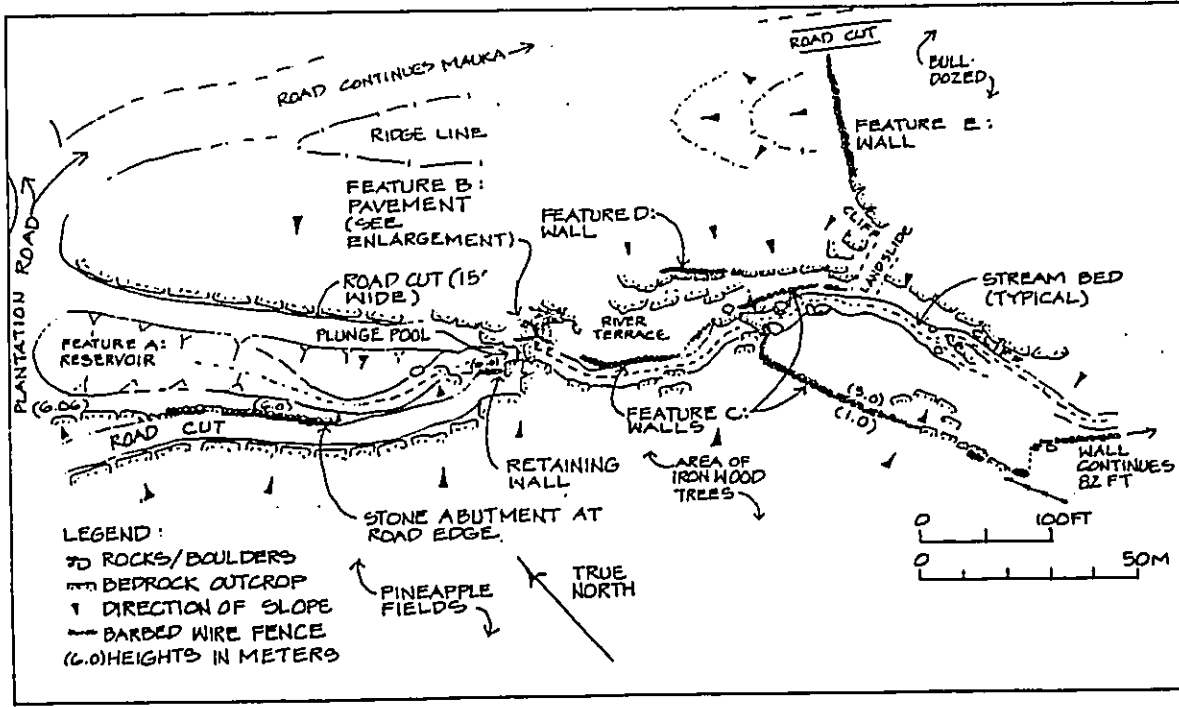 ROAD CUT
BULL-
DOZED
ROAD CONTINUES MAUKA
RIDGE LINE
FEATURE E:
WALL
FEATURE B:
PAVEMENT
(SEE
ENLARGEMENT)
FEATURE D:
WALL
CLIFF
LANDSLIDE
PLANTATION ROAD
ROAD CUT (15'
WIDE)
STREAM BED
(TYPICAL)
PLUNGE POOL
RIVER
TERRACE
FEATURE A:
RESERVOIR
(6.0)
(6.06)
(6.0)
ROAD CUT
FEATURE C:
WALLS
(3.0)
(1.0)
RETAINING
WALL
AREA OF
IRON WOOD
TREES
WALL
CONTINUES
82 FT
STONE ABUTMENT AT
ROAD EDGE
0 100FT
0 50M
LEGEND:
ROCKS/BOULDERS
BEDROCK OUTCROP
DIRECTION OF SLOPE
BARBED WIRE FENCE
(6.0) HEIGHTS IN METERS
PINEAPPLE
FIELDS
TRUE
NORTH